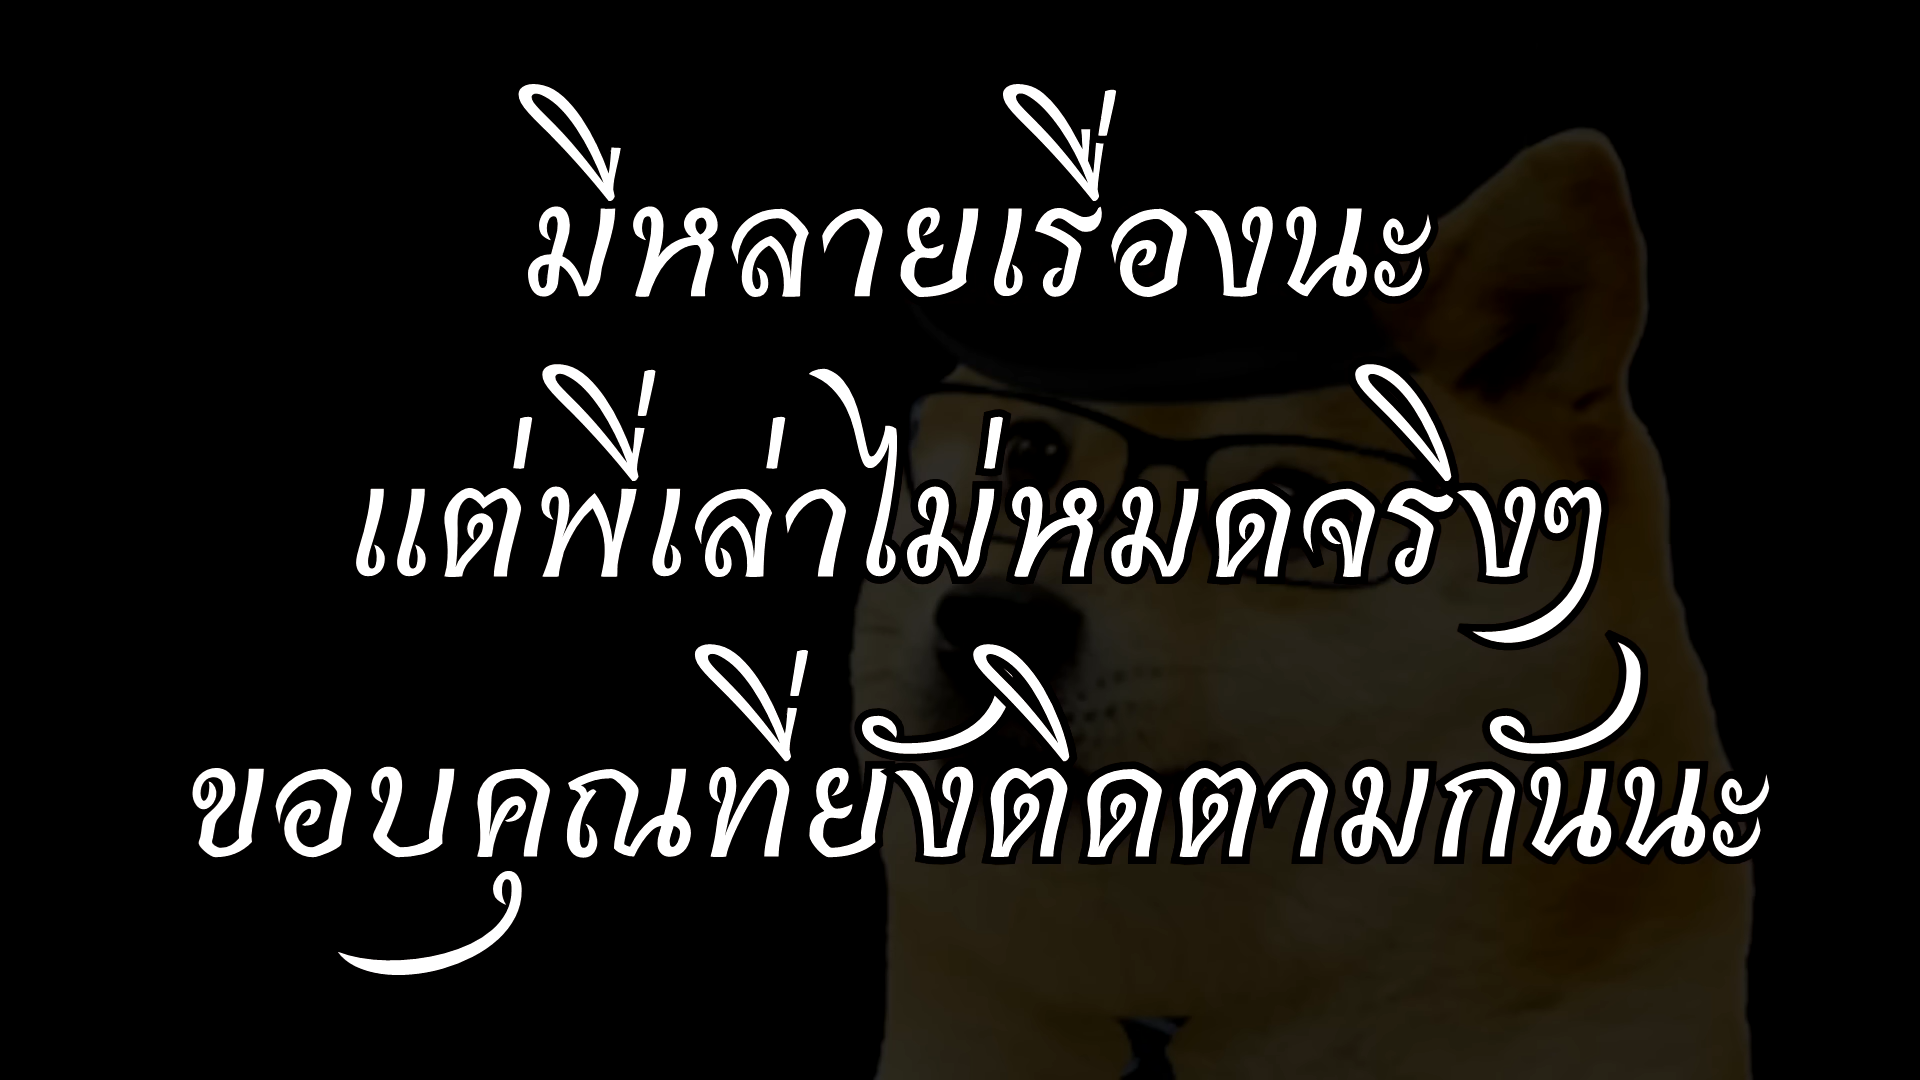 มีหลายเรื่องนะ
แต่พี่เล่าไม่หมดจริงๆ
ขอบคุณที่ยังติดตามกันนะ